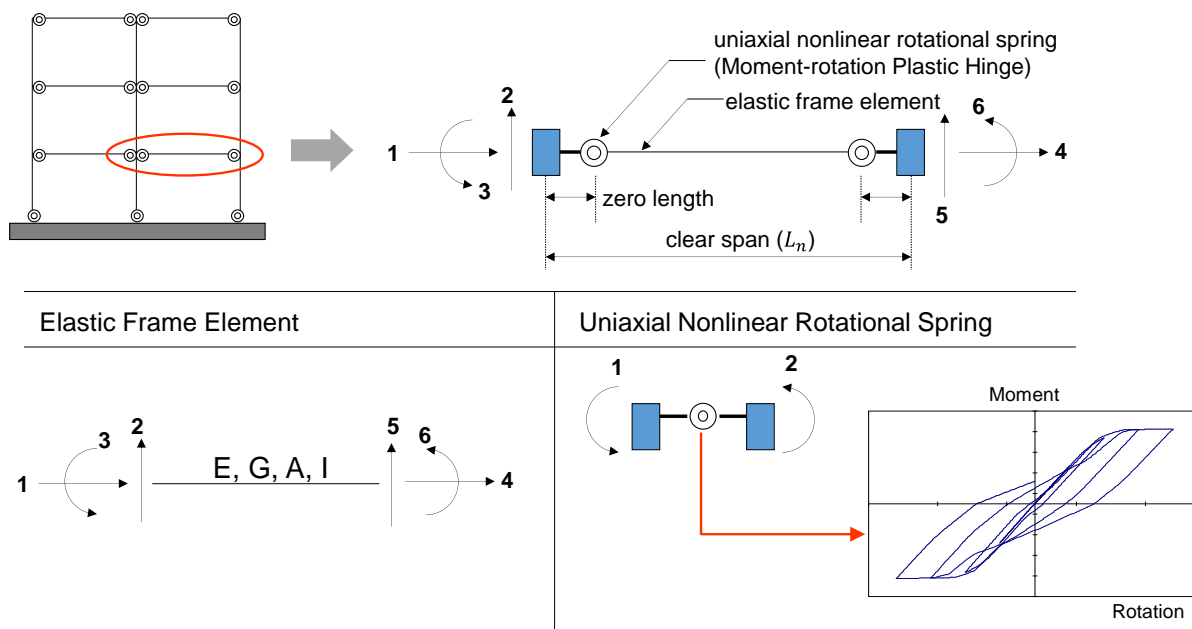 uniaxial nonlinear rotational spring
(Moment-rotation Plastic Hinge)
elastic frame element
2
6
1
4
3
zero length
5
clear span (𝐿𝑛)
Elastic Frame Element
Uniaxial Nonlinear Rotational Spring
1
2
Moment
3
2
5
6
E, G, A, I
1
4
Rotation